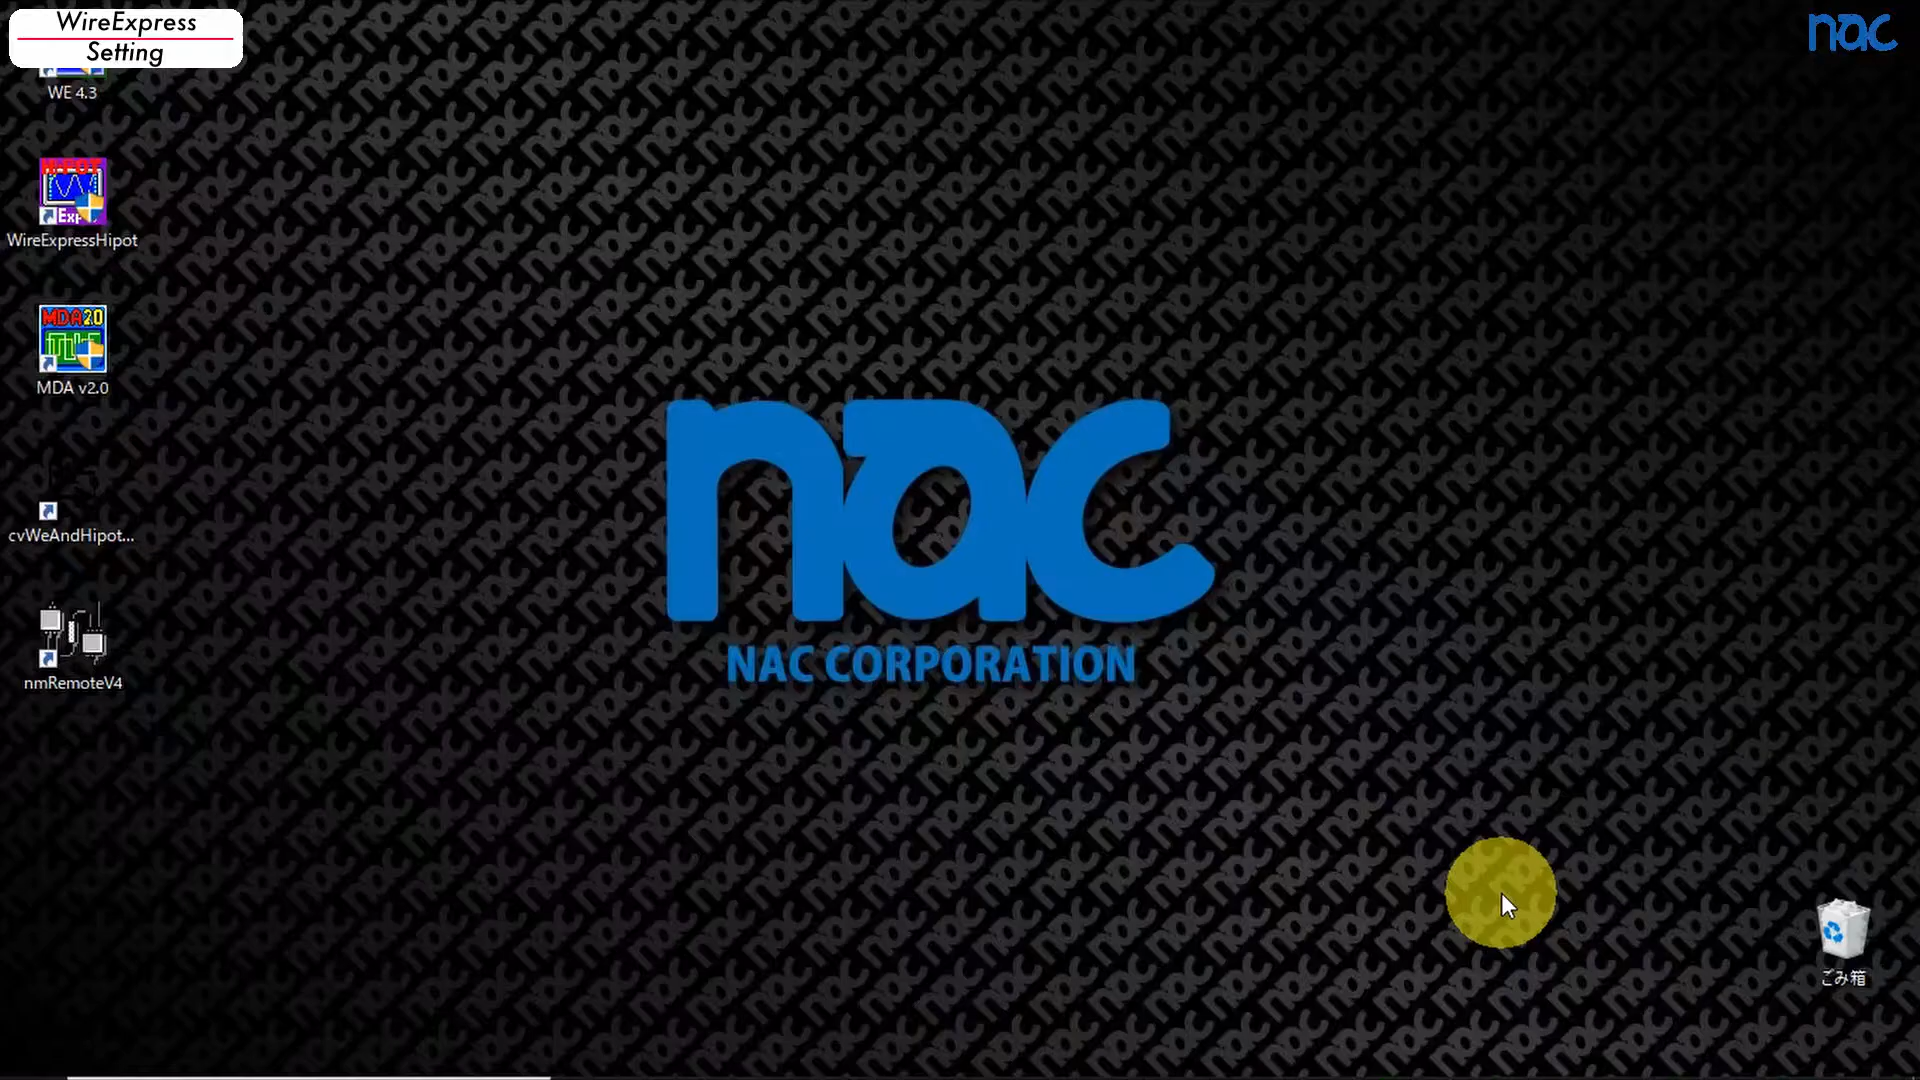 WireExpress
Setting
nac
WE 4.3
HiPOT
WireExpressHipot
MDA20
MDA v2.0
cvWeAndHipot...
nmRemoteV4
nac
NAC CORPORATION
ごみ箱